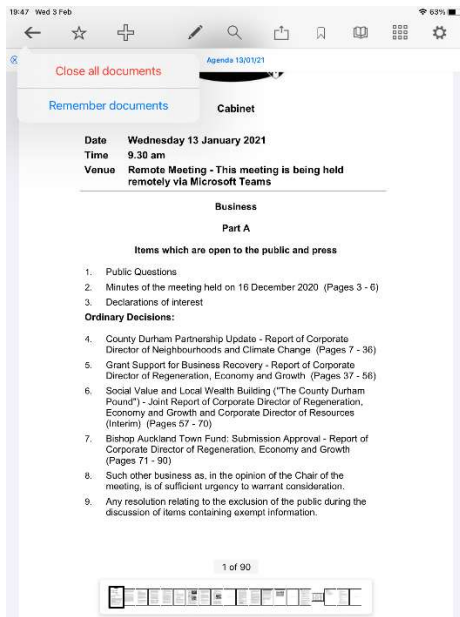 19:47 Wed 3 Feb
63%
Agenda 13/01/21
Close all documents
Remember documents
Cabinet
Date Wednesday 13 January 2021
Time 9.30 am
Venue Remote Meeting - This meeting is being held
remotely via Microsoft Teams
Business
Part A
Items which are open to the public and press
1. Public Questions
2. Minutes of the meeting held on 16 December 2020 (Pages 3 - 6)
3. Declarations of interest
Ordinary Decisions:
4. County Durham Partnership Update - Report of Corporate
Director of Neighbourhoods and Climate Change (Pages 7 - 36)
5. Grant Support for Business Recovery - Report of Corporate
Director of Regeneration, Economy and Growth (Pages 37 - 56)
6. Social Value and Local Wealth Building ("The County Durham
Pound") - Joint Report of Corporate Director of Regeneration,
Economy and Growth and Corporate Director of Resources
(Interim) (Pages 57 - 70)
7. Bishop Auckland Town Fund: Submission Approval - Report of
Corporate Director of Regeneration, Economy and Growth
(Pages 71 - 90)
8. Such other business as, in the opinion of the Chair of the
meeting, is of sufficient urgency to warrant consideration.
9. Any resolution relating to the exclusion of the public during the
discussion of items containing exempt information.
1 of 90